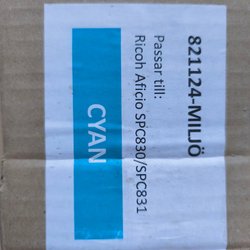 821124-MILJÖ
Passar till:
Ricoh Aficio SPC830/SPC831
CYAN